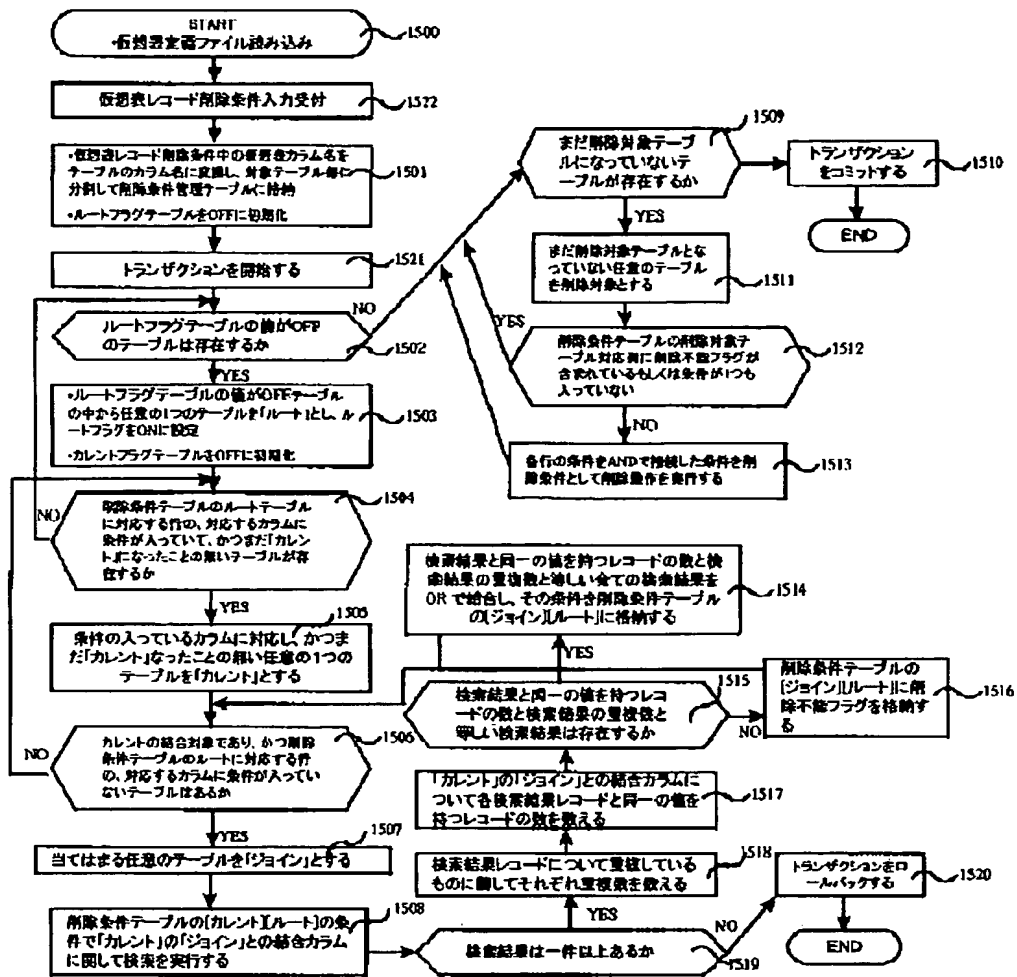 START
・仮想表定義ファイル読み込み
1500
仮想表レコード削除条件入力受付
1522
・仮想表レコード削除条件中の仮想表カラム名を
テーブルのカラム名に変換し、対象テーブル毎に
分割して削除条件管理テーブルに格納
・ルートフラグテーブルをOFFに初期化
1501
トランザクションを開始する
1521
ルートフラグテーブルの値がOFF
のテーブルは存在するか
1502
NO
YES
・ルートフラグテーブルの値がOFFテーブル
の中から任意の1つのテーブルを「ルート」とし、ル
ートフラグをONに設定
・カレントフラグテーブルをOFFに初期化
1503
削除条件テーブルのルートテーブル
に対応する行の、対応するカラムに
条件が入っていて、かつまだ「カレン
ト」になったことの無いテーブルが存
在するか
1504
NO
YES
条件の入っているカラムに対応し、かつま
だ「カレント」なったことの無い任意の1つの
テーブルを「カレント」とする
1505
カレントの結合対象であり、かつ削除
条件テーブルのルートに対応する行
の、対応するカラムに条件が入ってい
ないテーブルはあるか
1506
NO
YES
当てはまる任意のテーブルを「ジョイン」とする
1507
削除条件テーブルの[カレント][ルート]の条
件で「カレント」の「ジョイン」との結合カラム
に関して検索を実行する
1508
まだ削除対象テーブ
ルになっていないテ
ーブルが存在するか
1509
トランザクション
をコミットする
1510
END
YES
まだ削除対象テーブルとな
っていない任意のテーブル
を削除対象とする
1511
YES
削除条件テーブルの削除対象テ
ーブル対応列に削除不能フラグが
含まれているもしくは条件が1つも
入っていない
1512
NO
各行の条件をANDで接続した条件を削
除条件として削除操作を実行する
1513
検索結果と同一の値を持つレコードの数と検
索結果の重複数と等しい全ての検索結果を
ORで結合し、その条件を削除条件テーブル
の[ジョイン][ルート]に格納する
1514
YES
検索結果と同一の値を持つレコ
ードの数と検索結果の重複数と
等しい検索結果は存在するか
1515
NO
削除条件テーブルの
[ジョイン][ルート]に削
除不能フラグを格納す
る
1516
「カレント」の「ジョイン」との結合カラムに
ついて各検索結果レコードと同一の値を
持つレコードの数を数える
1517
検索結果レコードについて重複している
ものに関してそれぞれ重複数を数える
1518
YES
検索結果は一件以上あるか
1519
NO
トランザクションをロ
ールバックする
1520
END